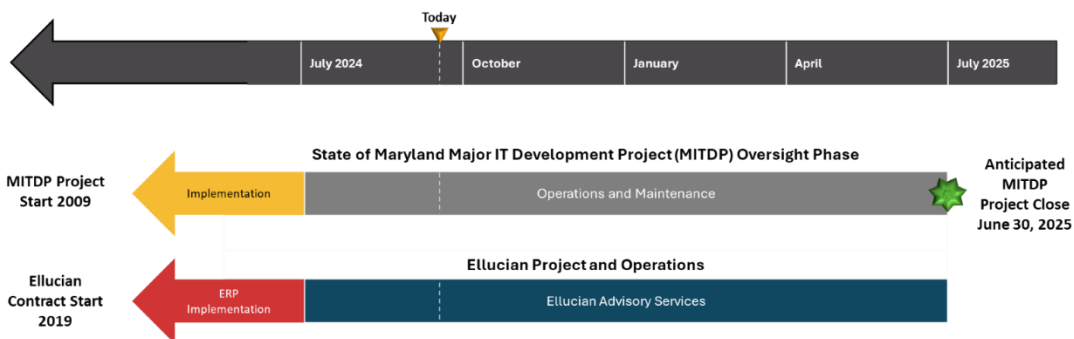 Today
July 2024
October
January
April
July 2025
State of Maryland Major IT Development Project (MITDP) Oversight Phase
MITDP Project
Start 2009
Implementation
Operations and Maintenance
Anticipated
MITDP
Project Close
June 30, 2025
Ellucian Project and Operations
Ellucian
Contract Start
2019
ERP
Implementation
Ellucian Advisory Services